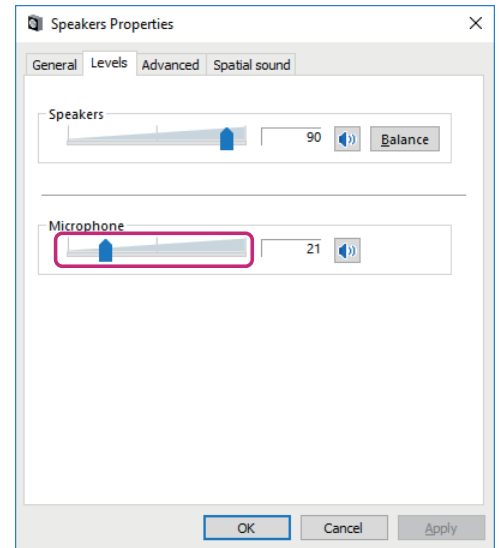 Speakers Properties
General Levels Advanced Spatial sound
Speakers
90 Balance
Microphone
21
OK Cancel Apply